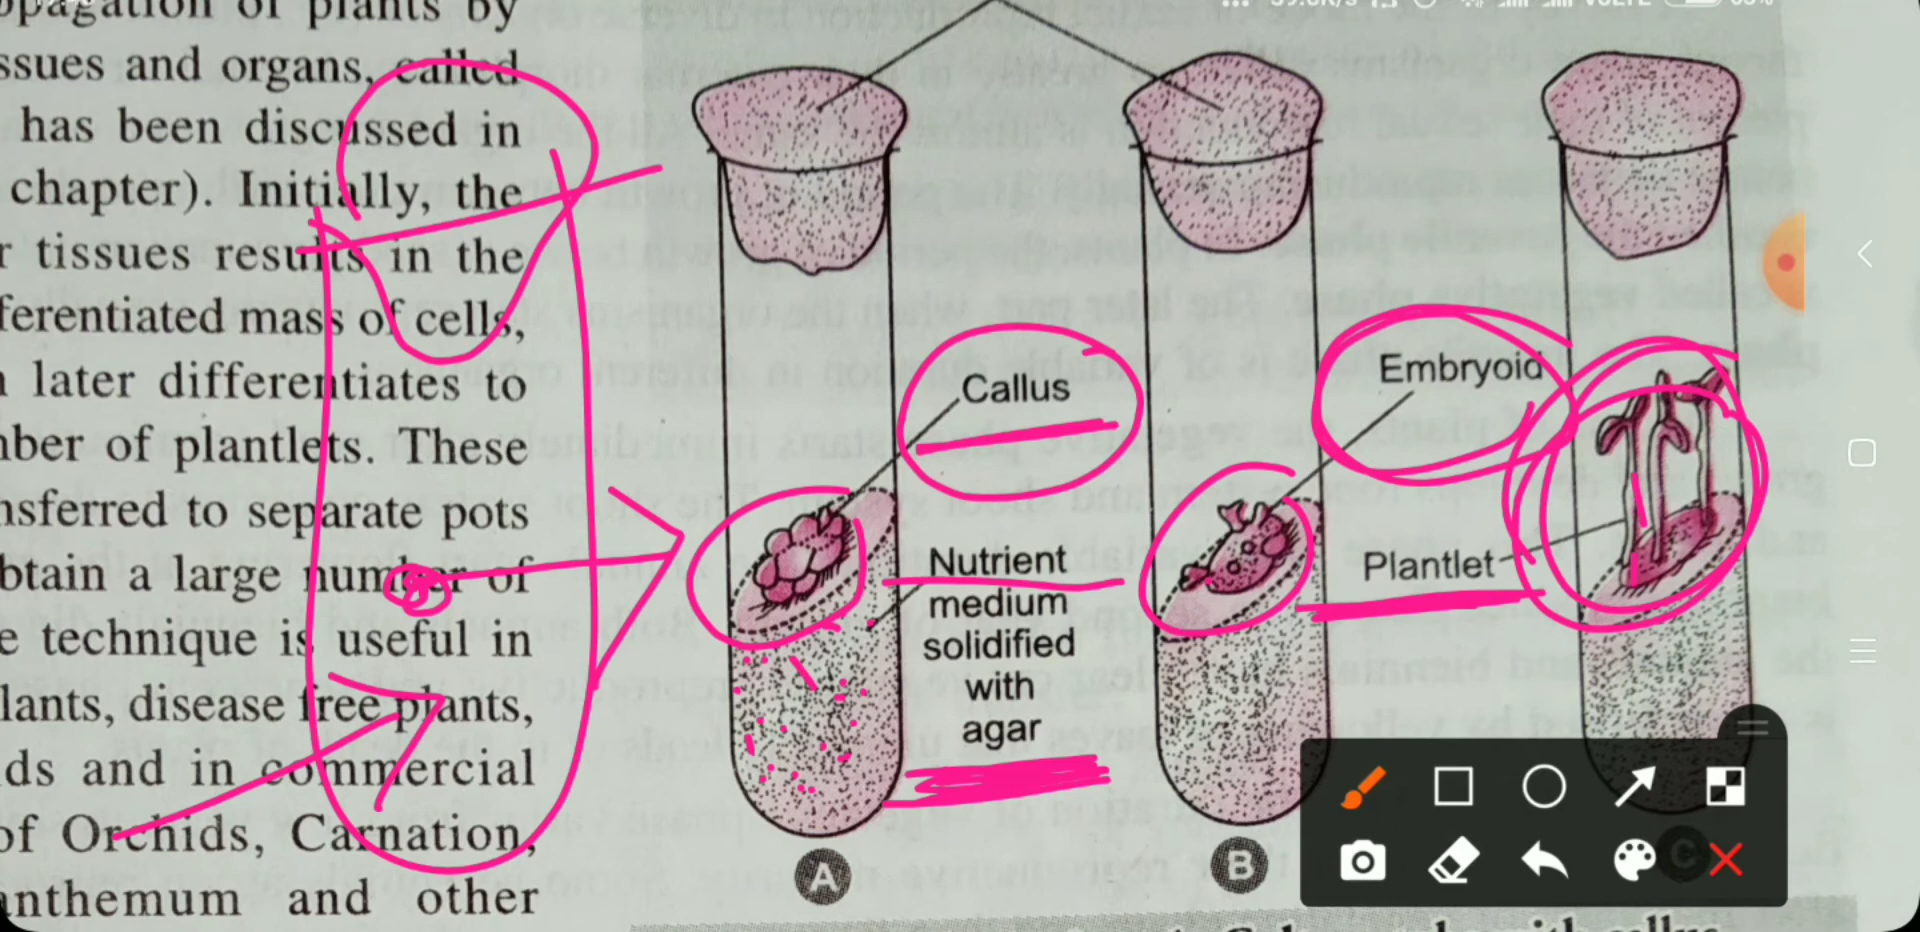 opagation of plants by
ssues and organs, called
has been discussed in
chapter). Initially, the
r tissues results in the
ferentiated mass of cells,
later differentiates to
nber of plantlets. These
nsferred to separate pots
btain a large number of
e technique is useful in
lants, disease free plants,
ds and in commercial
of Orchids, Carnation,
anthemum and other
Callus
Nutrient
medium
solidified
with
agar
Embryoid
Plantlet
A
B
C